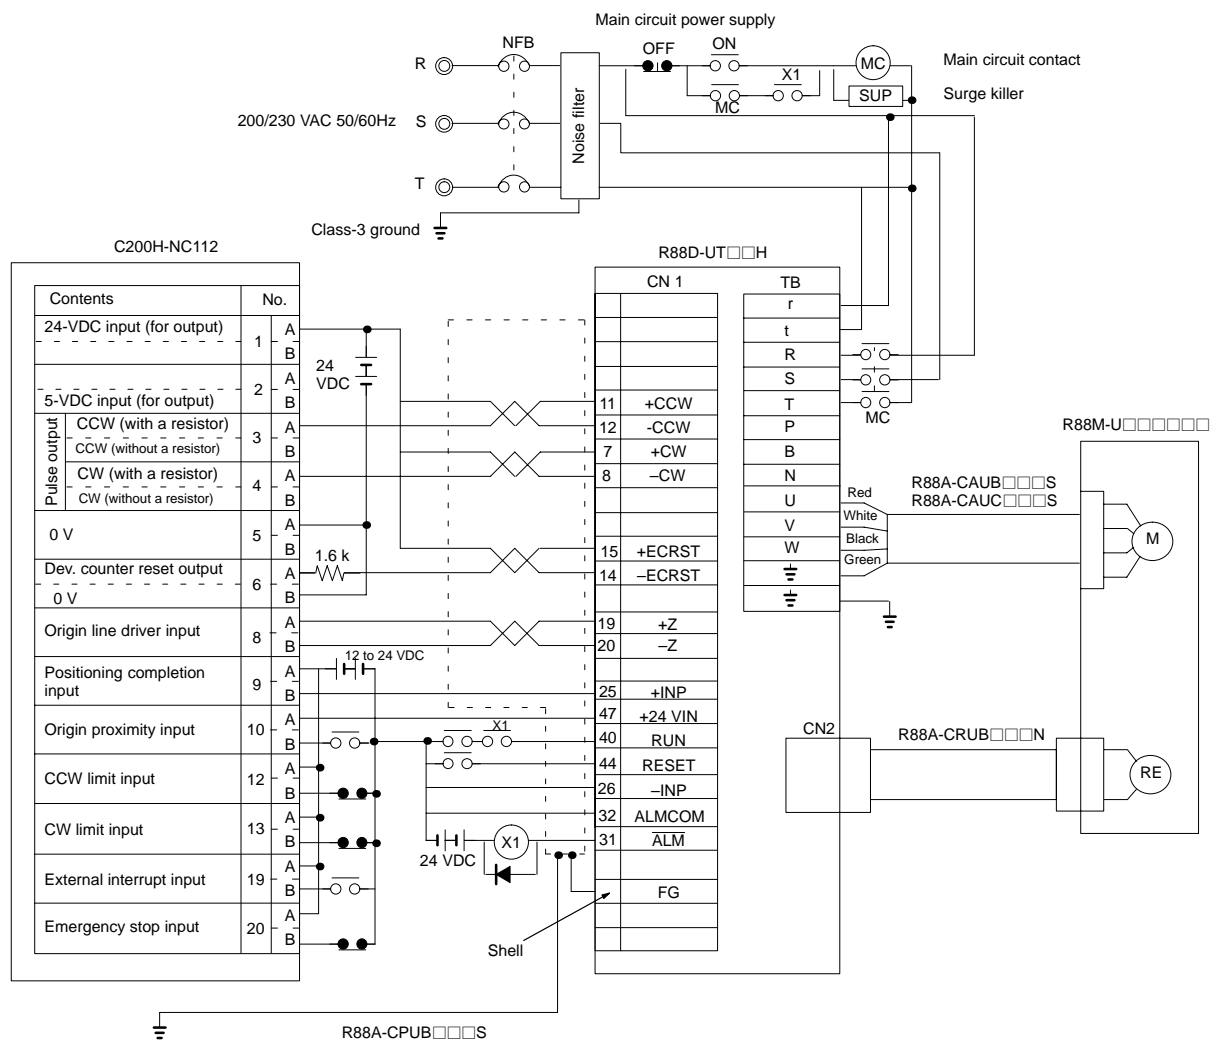 Main circuit power supply
NFB
OFF
ON
R
MC
Main circuit contact
X1
SUP
Surge killer
MC
Noise filter
200/230 VAC 50/60Hz
S
T
Class-3 ground
C200H-NC112
R88D-UT□□H
Contents
No.
24-VDC input (for output)
1
A
B
2
A
B
5-VDC input (for output)
Pulse output
CCW (with a resistor)
3
A
CCW (without a resistor)
B
CW (with a resistor)
4
A
CW (without a resistor)
B
0 V
5
A
B
Dev. counter reset output
6
A
0 V
B
Origin line driver input
8
A
B
Positioning completion
input
9
A
B
Origin proximity input
10
A
B
CCW limit input
12
A
B
CW limit input
13
A
B
External interrupt input
19
A
B
Emergency stop input
20
A
B
24
VDC
1.6 k
12 to 24 VDC
X1
24 VDC
X1
CN 1
11 +CCW
12 -CCW
7 +CW
8 –CW
15 +ECRST
14 –ECRST
19 +Z
20 –Z
25 +INP
47 +24 VIN
40 RUN
44 RESET
26 –INP
32 ALMCOM
31 ALM
FG
Shell
TB
r
t
R
S
T
P
B
N
U
V
W
MC
Red
White
Black
Green
R88A-CAUB□□□S
R88A-CAUC□□□S
R88M-U□□□□□□
M
CN2
R88A-CRUB□□□N
RE
R88A-CPUB□□□S